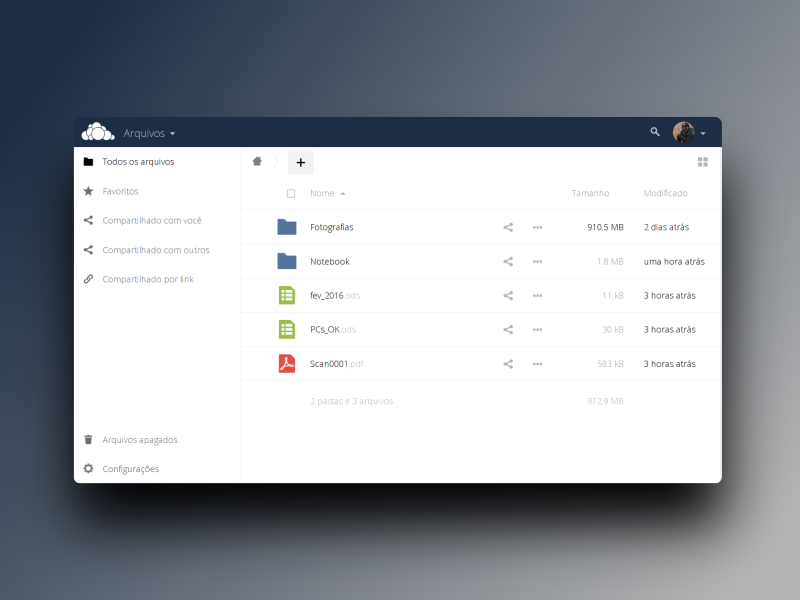 Arquivos
Todos os arquivos
Favoritos
Compartilhado com você
Compartilhado com outros
Compartilhado por link
Arquivos apagados
Configurações
+
Nome Tamanho Modificado
Fotografias 910.5 MB 2 dias atrás
Notebook 1.8 MB uma hora atrás
fev_2016.ods 11 kB 3 horas atrás
PCs_OK.ods 30 kB 3 horas atrás
Scan0001.pdf 583 kB 3 horas atrás
2 pastas e 3 arquivos 912.9 MB